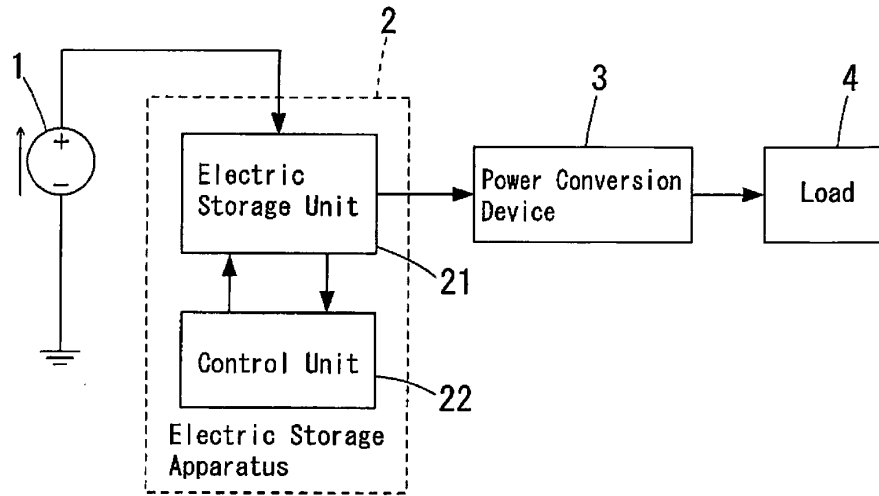 1
2
3
4
+
−
Electric
Storage Unit
Power Conversion
Device
Load
21
Control Unit
22
Electric Storage
Apparatus